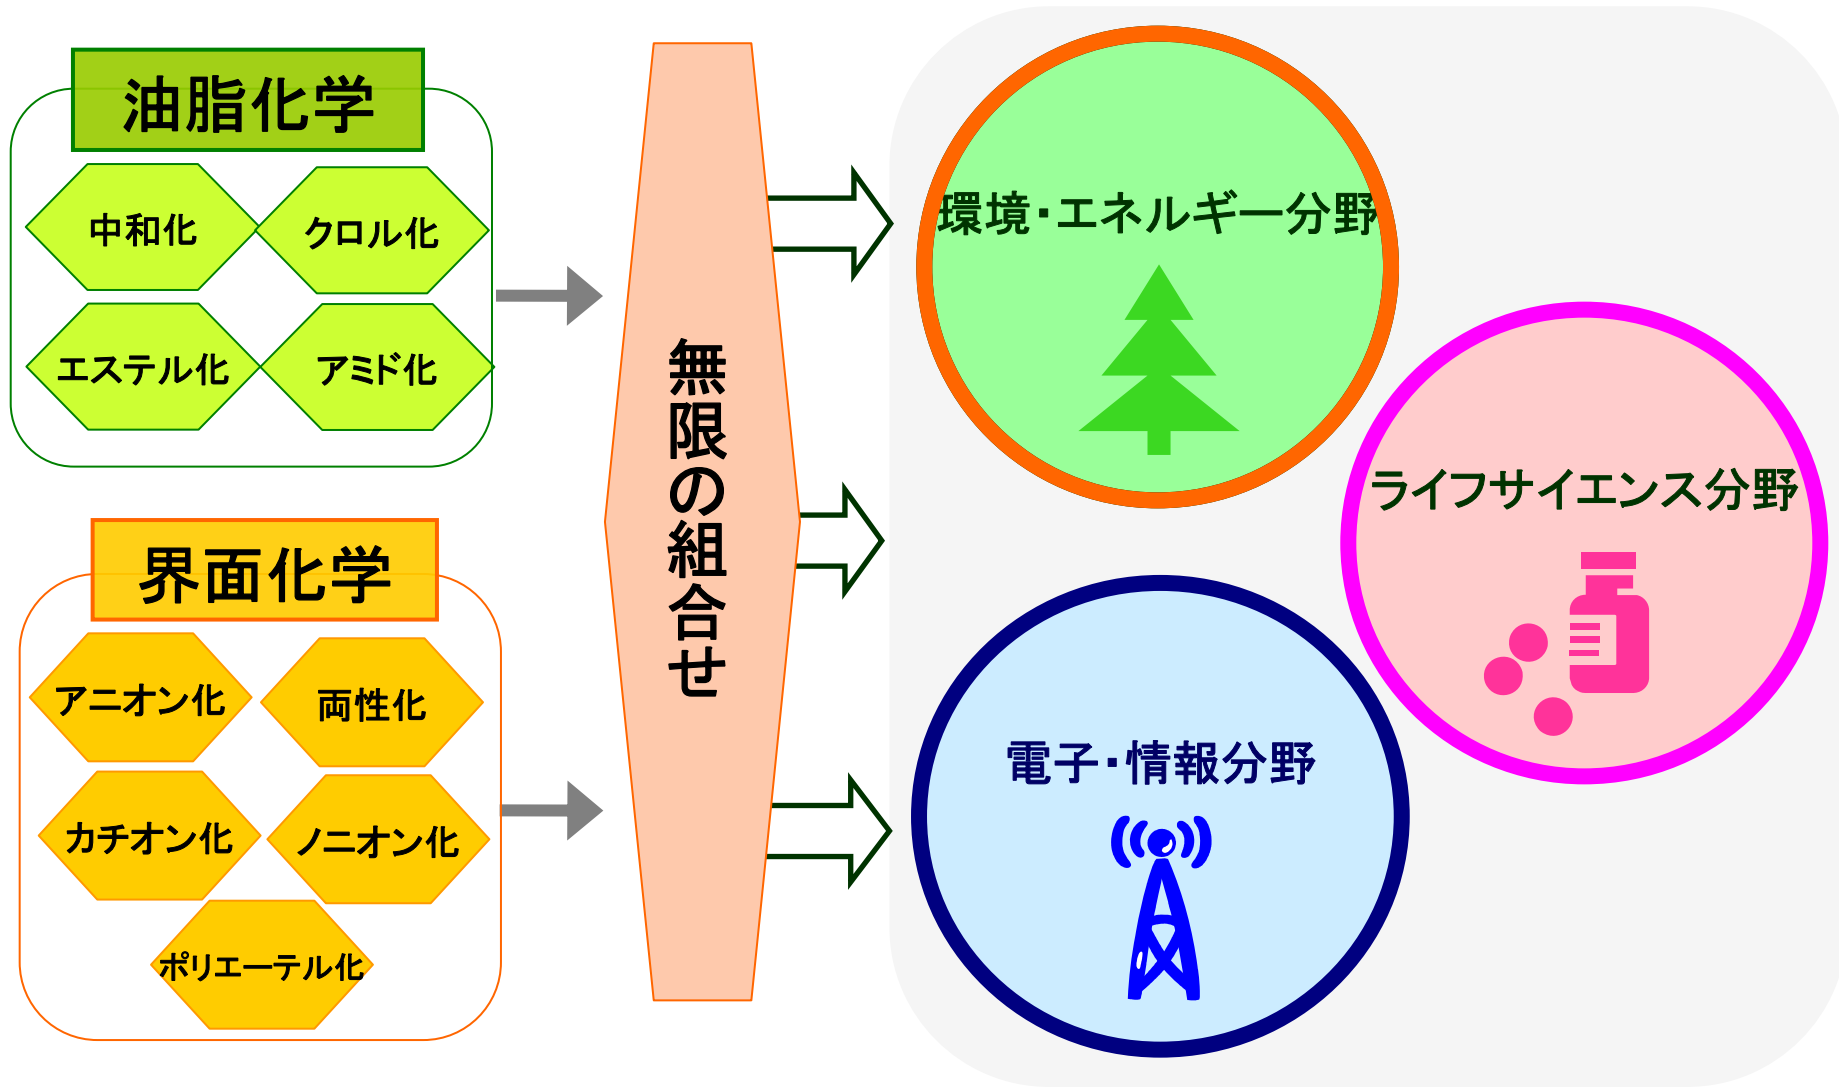 油脂化学
中和化
クロル化
エステル化
アミド化
界面化学
アニオン化
両性化
カチオン化
ノニオン化
ポリエーテル化
無限の組合せ
環境・エネルギー分野
ライフサイエンス分野
電子・情報分野